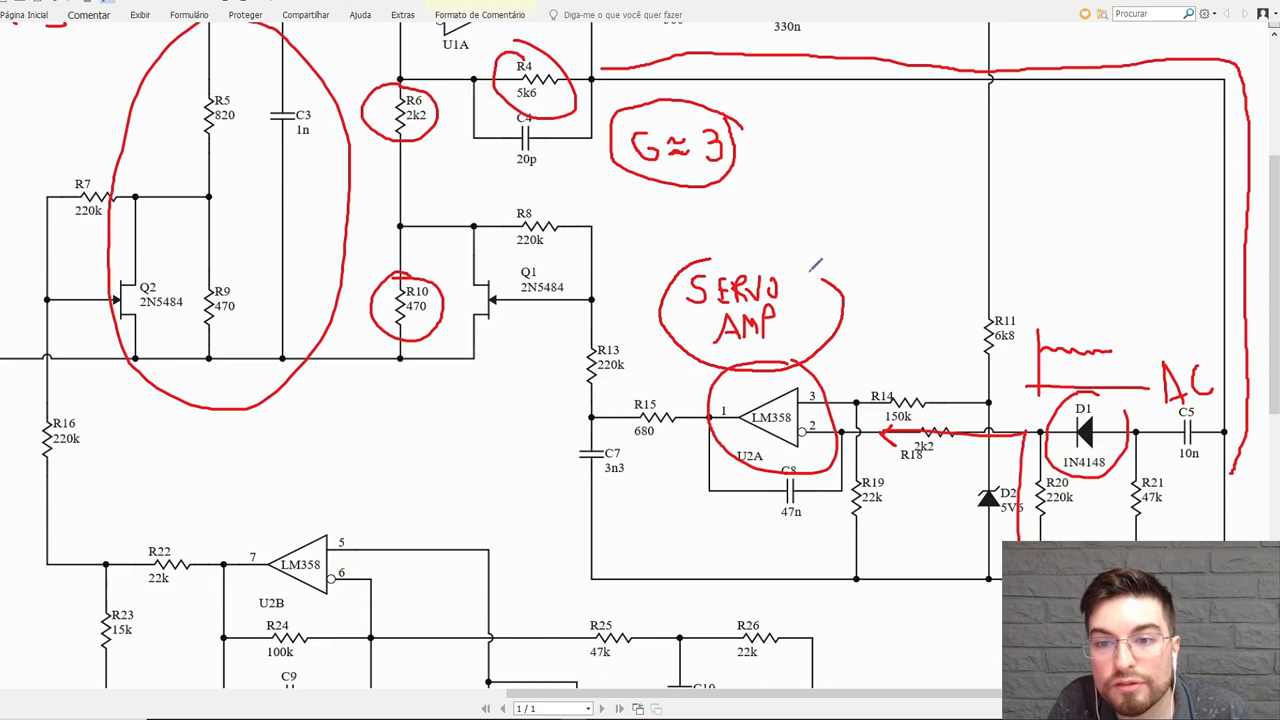 Página Inicial Comentar Exibir Formulário Proteger Compartilhar Ajuda Extras Formato de Comentário Diga-me o que você deseja fazer... Procurar
330n
U1A
R4
5k6
R5
820
R6
2k2
C3
1n
C4
20p
G ≈ 3
R7
220k
R8
220k
Q2
2N5484
R9
470
R10
470
Q1
2N5484
SERVO
AMP
R11
6k8
R13
220k
R14
150k
AC
D1
C5
10n
R15
680
1
LM358
3
2
U2A
2k2
R18
1N4148
R16
220k
C7
3n3
C8
47n
R19
22k
D2
5V6
R20
220k
R21
47k
R22
22k
7
LM358
5
6
U2B
R23
15k
R24
100k
R25
47k
R26
22k
C9
C10
1 / 1